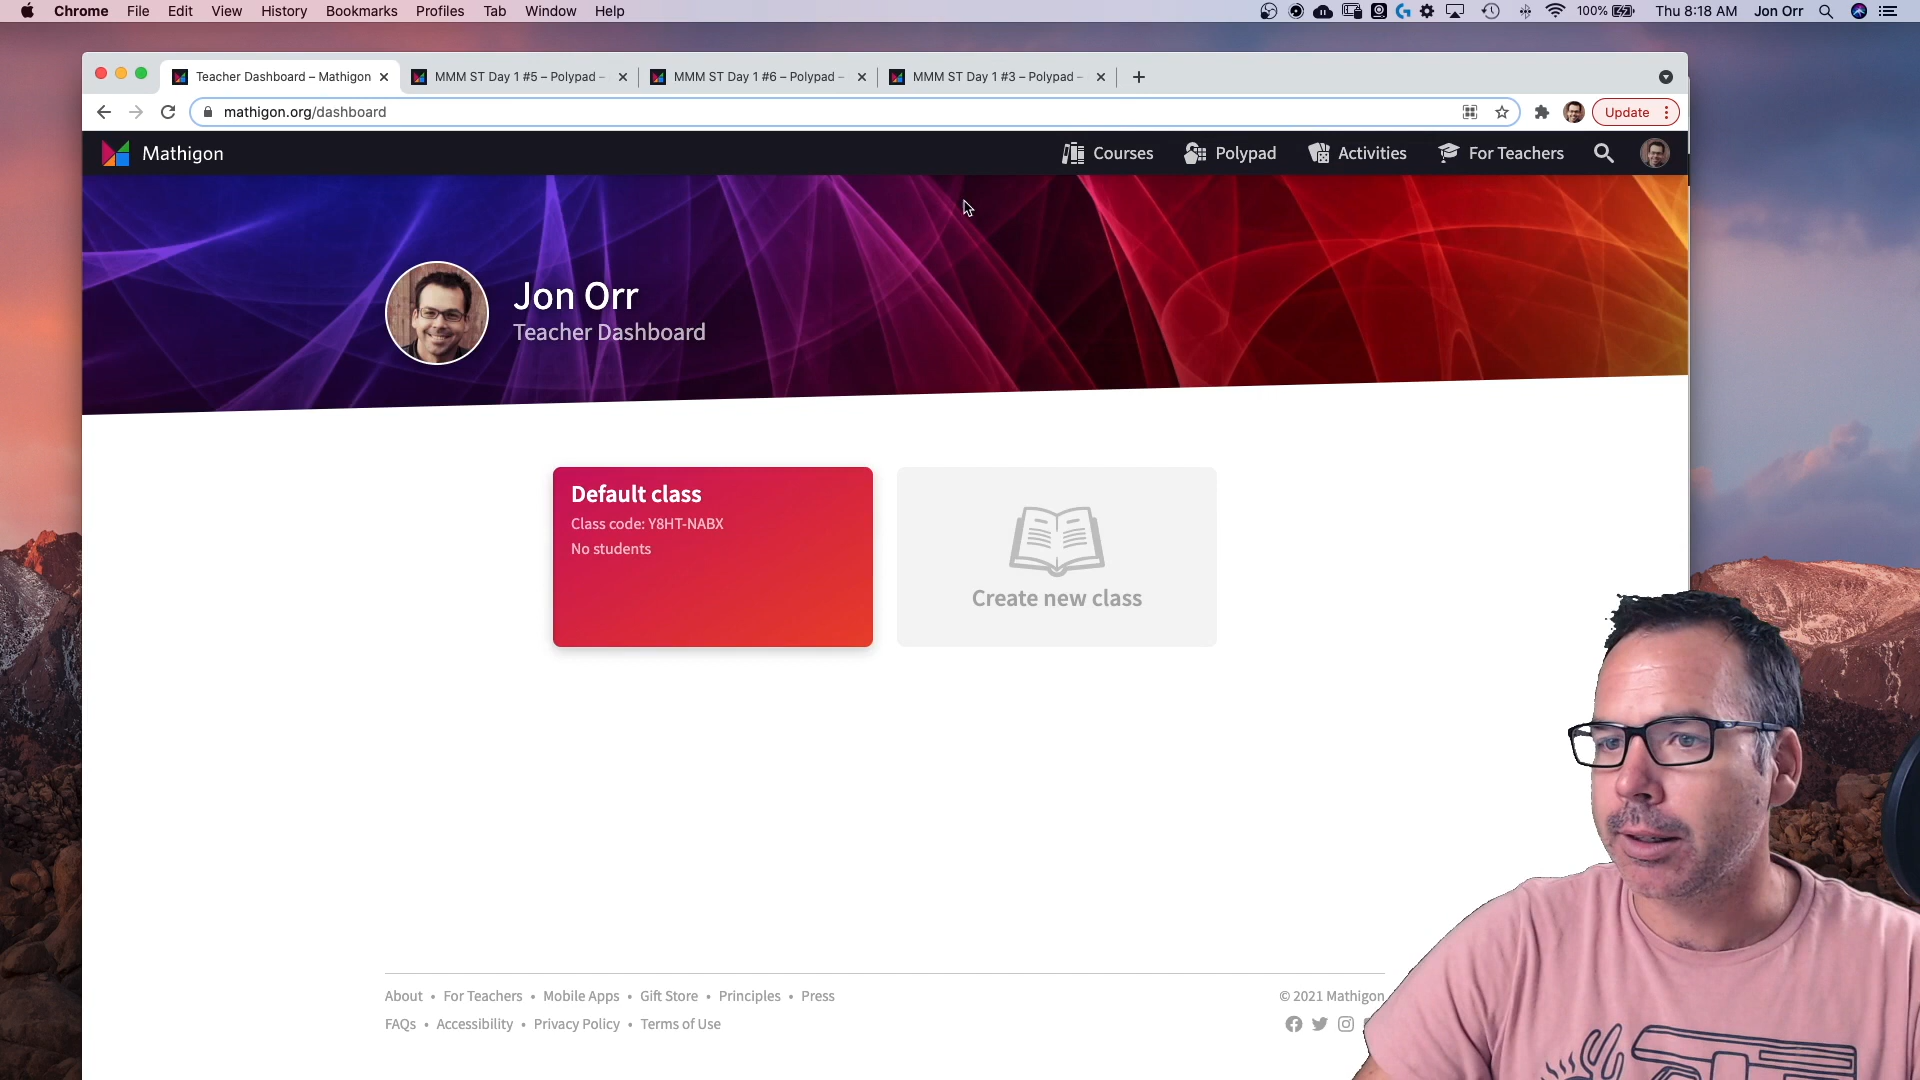 Chrome File Edit View History Bookmarks Profiles Tab Window Help 100% Thu 8:18 AM Jon Orr
Teacher Dashboard – Mathigon MMM ST Day 1 #5 – Polypad – MMM ST Day 1 #6 – Polypad – MMM ST Day 1 #3 – Polypad –
mathigon.org/dashboard Update
Mathigon Courses Polypad Activities For Teachers
Jon Orr
Teacher Dashboard
Default class
Class code: Y8HT-NABX
No students
Create new class
About • For Teachers • Mobile Apps • Gift Store • Principles • Press © 2021 Mathigon
FAQs • Accessibility • Privacy Policy • Terms of Use